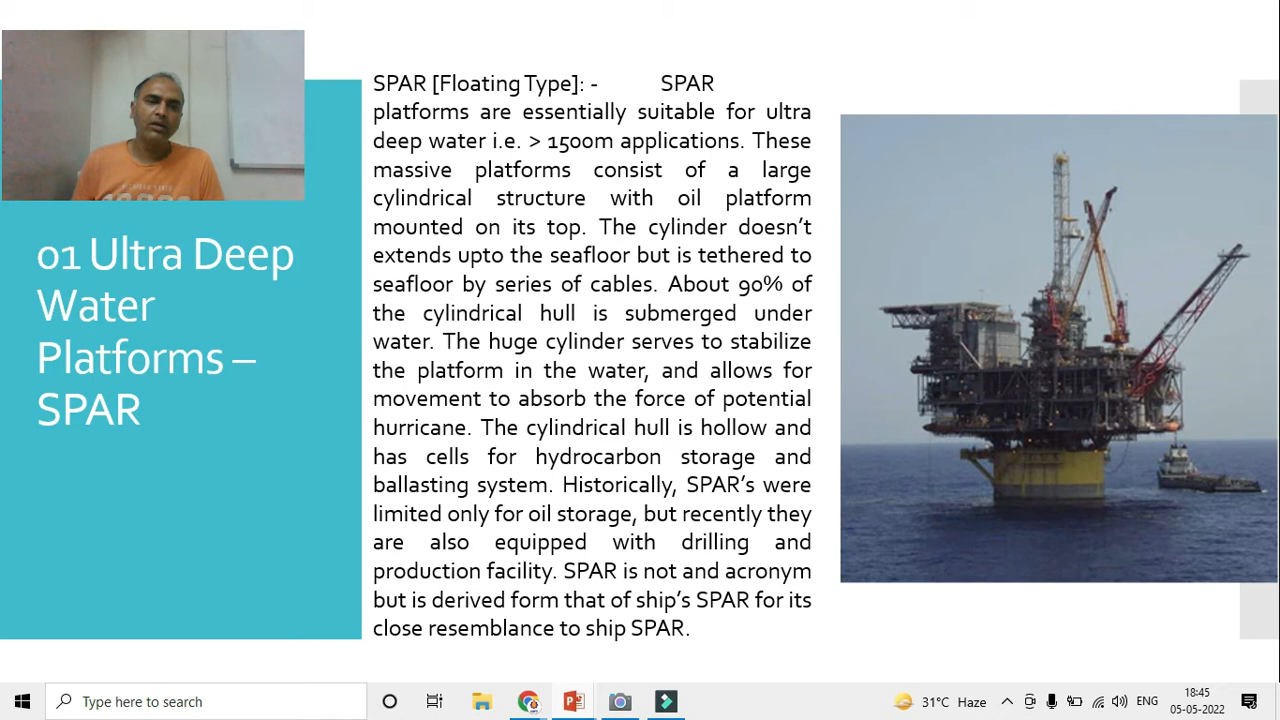 01 Ultra Deep
Water
Platforms –
SPAR
SPAR [Floating Type]: - SPAR
platforms are essentially suitable for ultra
deep water i.e. > 1500m applications. These
massive platforms consist of a large
cylindrical structure with oil platform
mounted on its top. The cylinder doesn’t
extends upto the seafloor but is tethered to
seafloor by series of cables. About 90% of
the cylindrical hull is submerged under
water. The huge cylinder serves to stabilize
the platform in the water, and allows for
movement to absorb the force of potential
hurricane. The cylindrical hull is hollow and
has cells for hydrocarbon storage and
ballasting system. Historically, SPAR’s were
limited only for oil storage, but recently they
are also equipped with drilling and
production facility. SPAR is not and acronym
but is derived form that of ship’s SPAR for its
close resemblance to ship SPAR.
Type here to search
31°C Haze
ENG
18:45
05-05-2022